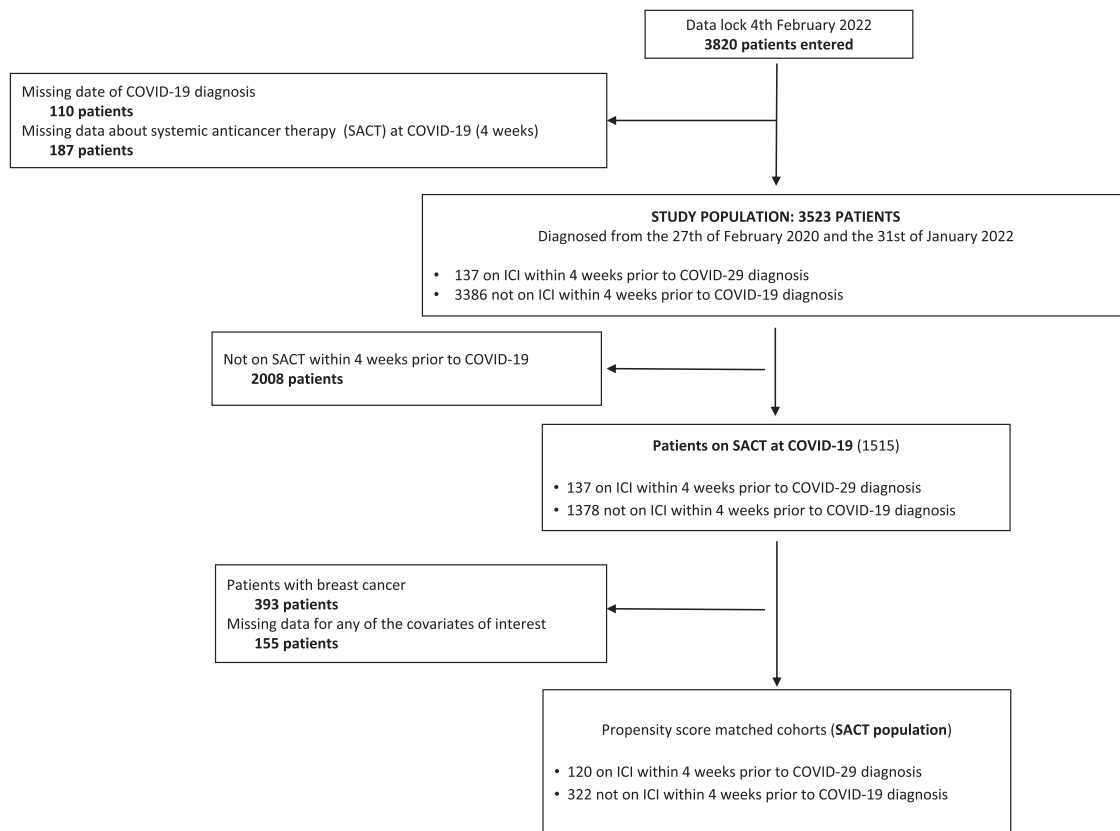 Data lock 4th February 2022
3820 patients entered
Missing date of COVID-19 diagnosis
110 patients
Missing data about systemic anticancer therapy (SACT) at COVID-19 (4 weeks)
187 patients
STUDY POPULATION: 3523 PATIENTS
Diagnosed from the 27th of February 2020 and the 31st of January 2022
• 137 on ICI within 4 weeks prior to COVID-29 diagnosis
• 3386 not on ICI within 4 weeks prior to COVID-19 diagnosis
Not on SACT within 4 weeks prior to COVID-19
2008 patients
Patients on SACT at COVID-19 (1515)
• 137 on ICI within 4 weeks prior to COVID-29 diagnosis
• 1378 not on ICI within 4 weeks prior to COVID-19 diagnosis
Patients with breast cancer
393 patients
Missing data for any of the covariates of interest
155 patients
Propensity score matched cohorts (SACT population)
• 120 on ICI within 4 weeks prior to COVID-29 diagnosis
• 322 not on ICI within 4 weeks prior to COVID-19 diagnosis